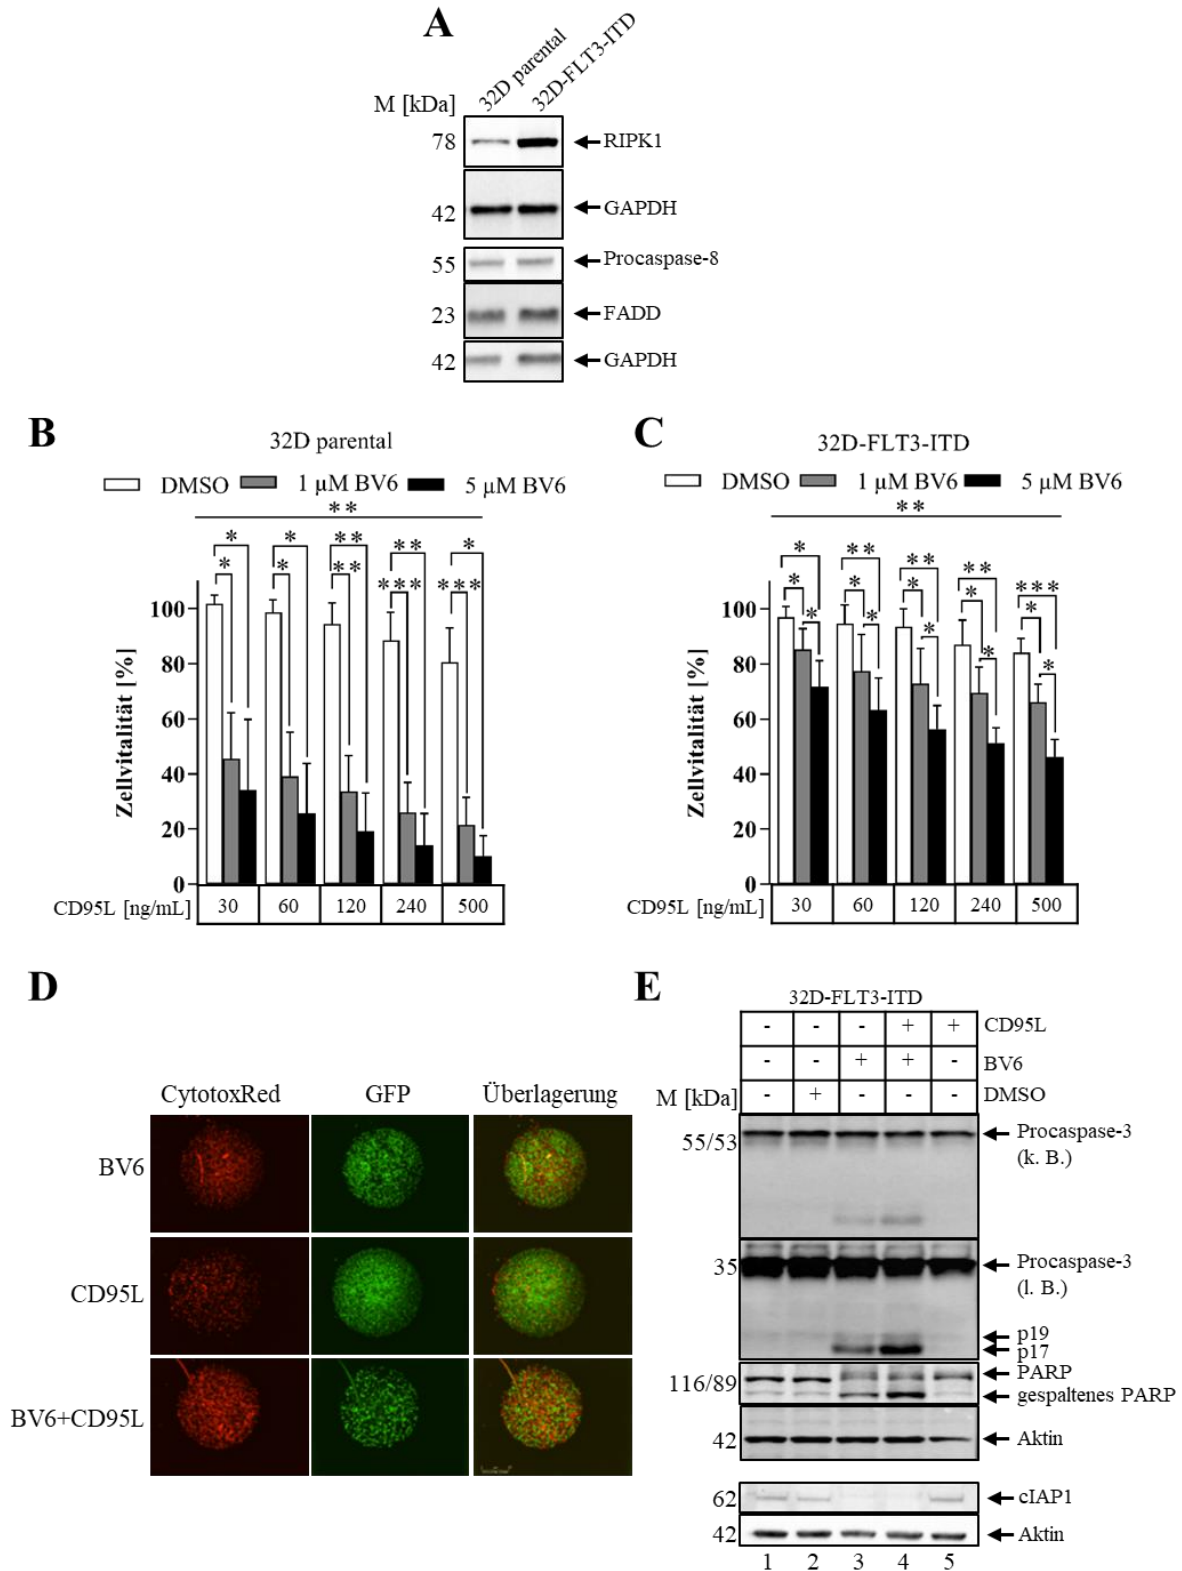 A
32D parental
32D-FLT3-ITD
M [kDa]
78
RIPK1
42
GAPDH
55
Procaspase-8
23
FADD
42
GAPDH
B
32D parental
DMSO
1 µM BV6
5 µM BV6
**
* * ** ** *
* * ** *** ***
Zellvitalität [%]
100
80
60
40
20
0
CD95L [ng/mL]
30
60
120
240
500
C
32D-FLT3-ITD
DMSO
1 µM BV6
5 µM BV6
**
* ** ** ** ***
* * * * *
* * * * *
Zellvitalität [%]
100
80
60
40
20
0
CD95L [ng/mL]
30
60
120
240
500
D
CytotoxRed
GFP
Überlagerung
BV6
CD95L
BV6+CD95L
E
32D-FLT3-ITD
- - - + + CD95L
- - + + - BV6
- + - - - DMSO
M [kDa]
55/53
Procaspase-3
(k. B.)
35
Procaspase-3
(l. B.)
p19
p17
116/89
PARP
gespaltenes PARP
42
Aktin
62
cIAP1
42
Aktin
1 2 3 4 5